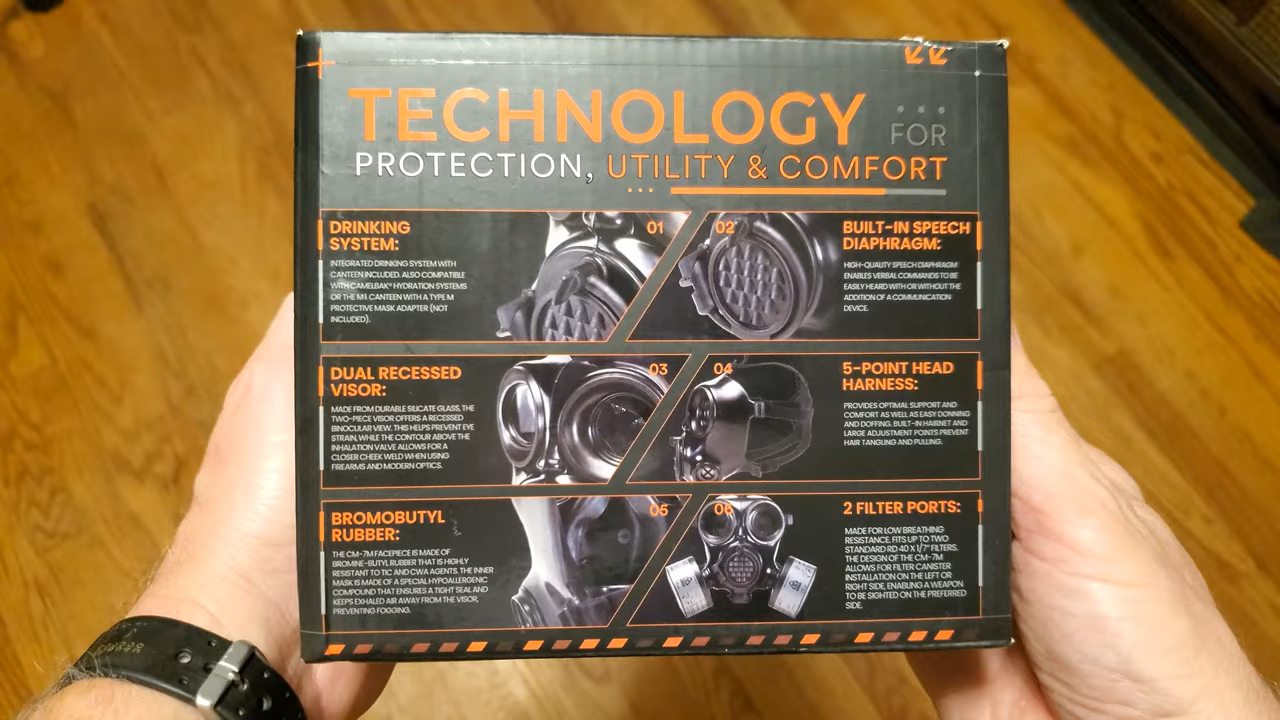 TECHNOLOGY FOR
PROTECTION, UTILITY & COMFORT
DRINKING
SYSTEM:
INTEGRATED DRINKING SYSTEM WITH
CANTEEN INCLUDED. ALSO COMPATIBLE
WITH CAMELBAK® HYDRATION SYSTEMS
OR THE M1 CANTEEN WITH A TYPE M
PROTECTIVE MASK ADAPTER (NOT
INCLUDED).
01
02
BUILT-IN SPEECH
DIAPHRAGM:
HIGH-QUALITY SPEECH DIAPHRAGM
ENABLES VERBAL COMMANDS TO BE
EASILY HEARD WITH OR WITHOUT THE
ADDITION OF A COMMUNICATION
DEVICE.
DUAL RECESSED
VISOR:
MADE FROM DURABLE SILICATE GLASS, THE
TWO-PIECE VISOR OFFERS A RECESSED
BINOCULAR VIEW. THIS HELPS PREVENT EYE
STRAIN, WHILE THE CONTOUR ABOVE THE
INHALATION VALVE ALLOWS FOR A
CLOSER CHEEK WELD WHEN USING
FIREARMS AND MODERN OPTICS.
03
04
5-POINT HEAD
HARNESS:
PROVIDES OPTIMAL SUPPORT AND
COMFORT AS WELL AS EASY DONNING
AND DOFFING. BUILT-IN HAIRNET AND
LARGE ADJUSTMENT POINTS PREVENT
HAIR TANGLING AND PULLING.
BROMOBUTYL
RUBBER:
THE CM-7M FACEPIECE IS MADE OF
BROMINE-BUTYL RUBBER THAT IS HIGHLY
RESISTANT TO TIC AND CWA AGENTS. THE INNER
MASK IS MADE OF A SPECIAL HYPOALLERGENIC
COMPOUND THAT ENSURES A TIGHT SEAL AND
KEEPS EXHALED AIR AWAY FROM THE VISOR,
PREVENTING FOGGING.
05
06
2 FILTER PORTS:
MADE FOR LOW BREATHING
RESISTANCE. FITS UP TO TWO
STANDARD RD 40 X 1/7" FILTERS.
THE DESIGN OF THE CM-7M
ALLOWS FOR FILTER CANISTER
INSTALLATION ON THE LEFT OR
RIGHT SIDE, ENABLING A WEAPON
TO BE SIGHTED ON THE PREFERRED
SIDE.